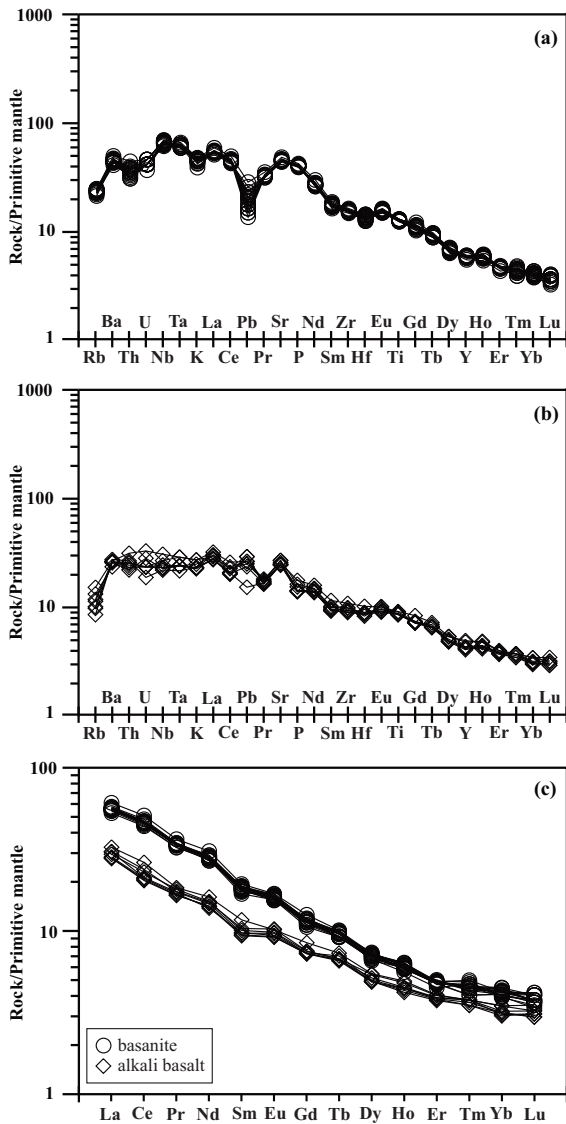 1000
(a)
100
Rock/Primitive mantle
10
Ba U Ta La Pb Sr Nd Zr Eu Gd Dy Ho Tm Lu
1
Rb Th Nb K Ce Pr P Sm Hf Ti Tb Y Er Yb
1000
(b)
100
Rock/Primitive mantle
10
Ba U Ta La Pb Sr Nd Zr Eu Gd Dy Ho Tm Lu
1
Rb Th Nb K Ce Pr P Sm Hf Ti Tb Y Er Yb
100
(c)
Rock/Primitive mantle
10
basanite
alkali basalt
1
La Ce Pr Nd Sm Eu Gd Tb Dy Ho Er Tm Yb Lu